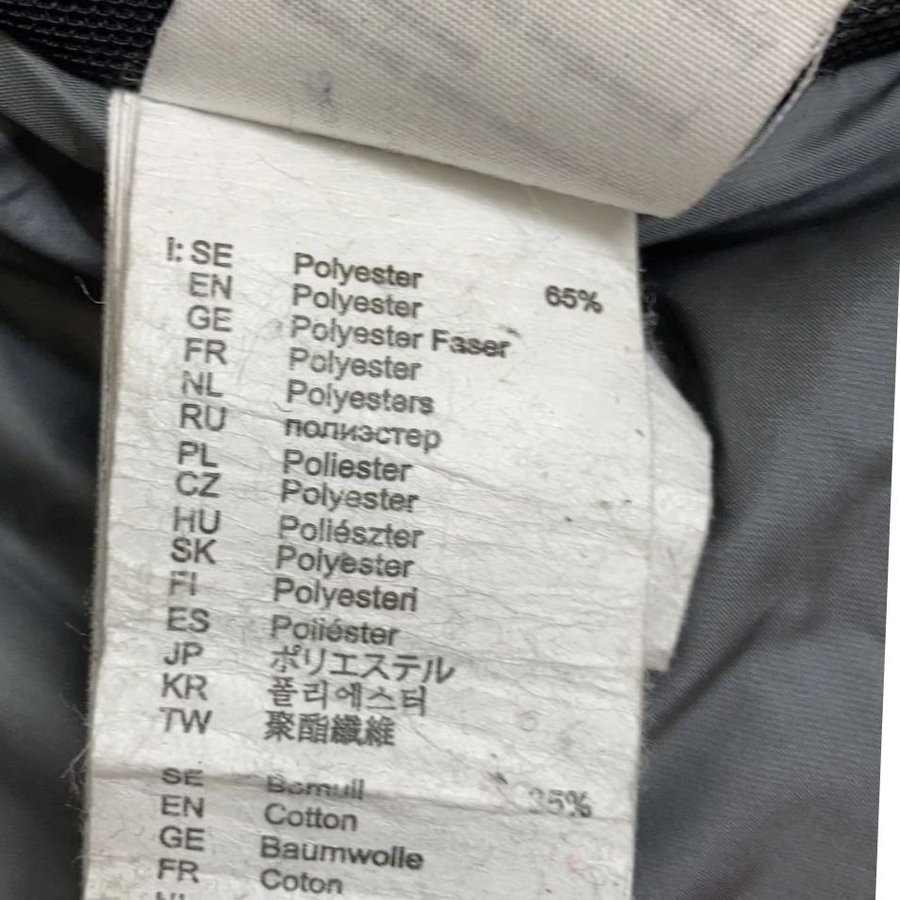 I: SE Polyester 65%
EN Polyester
GE Polyester Faser
FR Polyester
NL Polyesters
RU полиэстер
PL Poliester
CZ Polyester
HU Poliészter
SK Polyester
FI Polyesteri
ES Poliéster
JP ポリエステル
KR 폴리에스터
TW 聚酯纖維
SE Bomull 35%
EN Cotton
GE Baumwolle
FR Coton